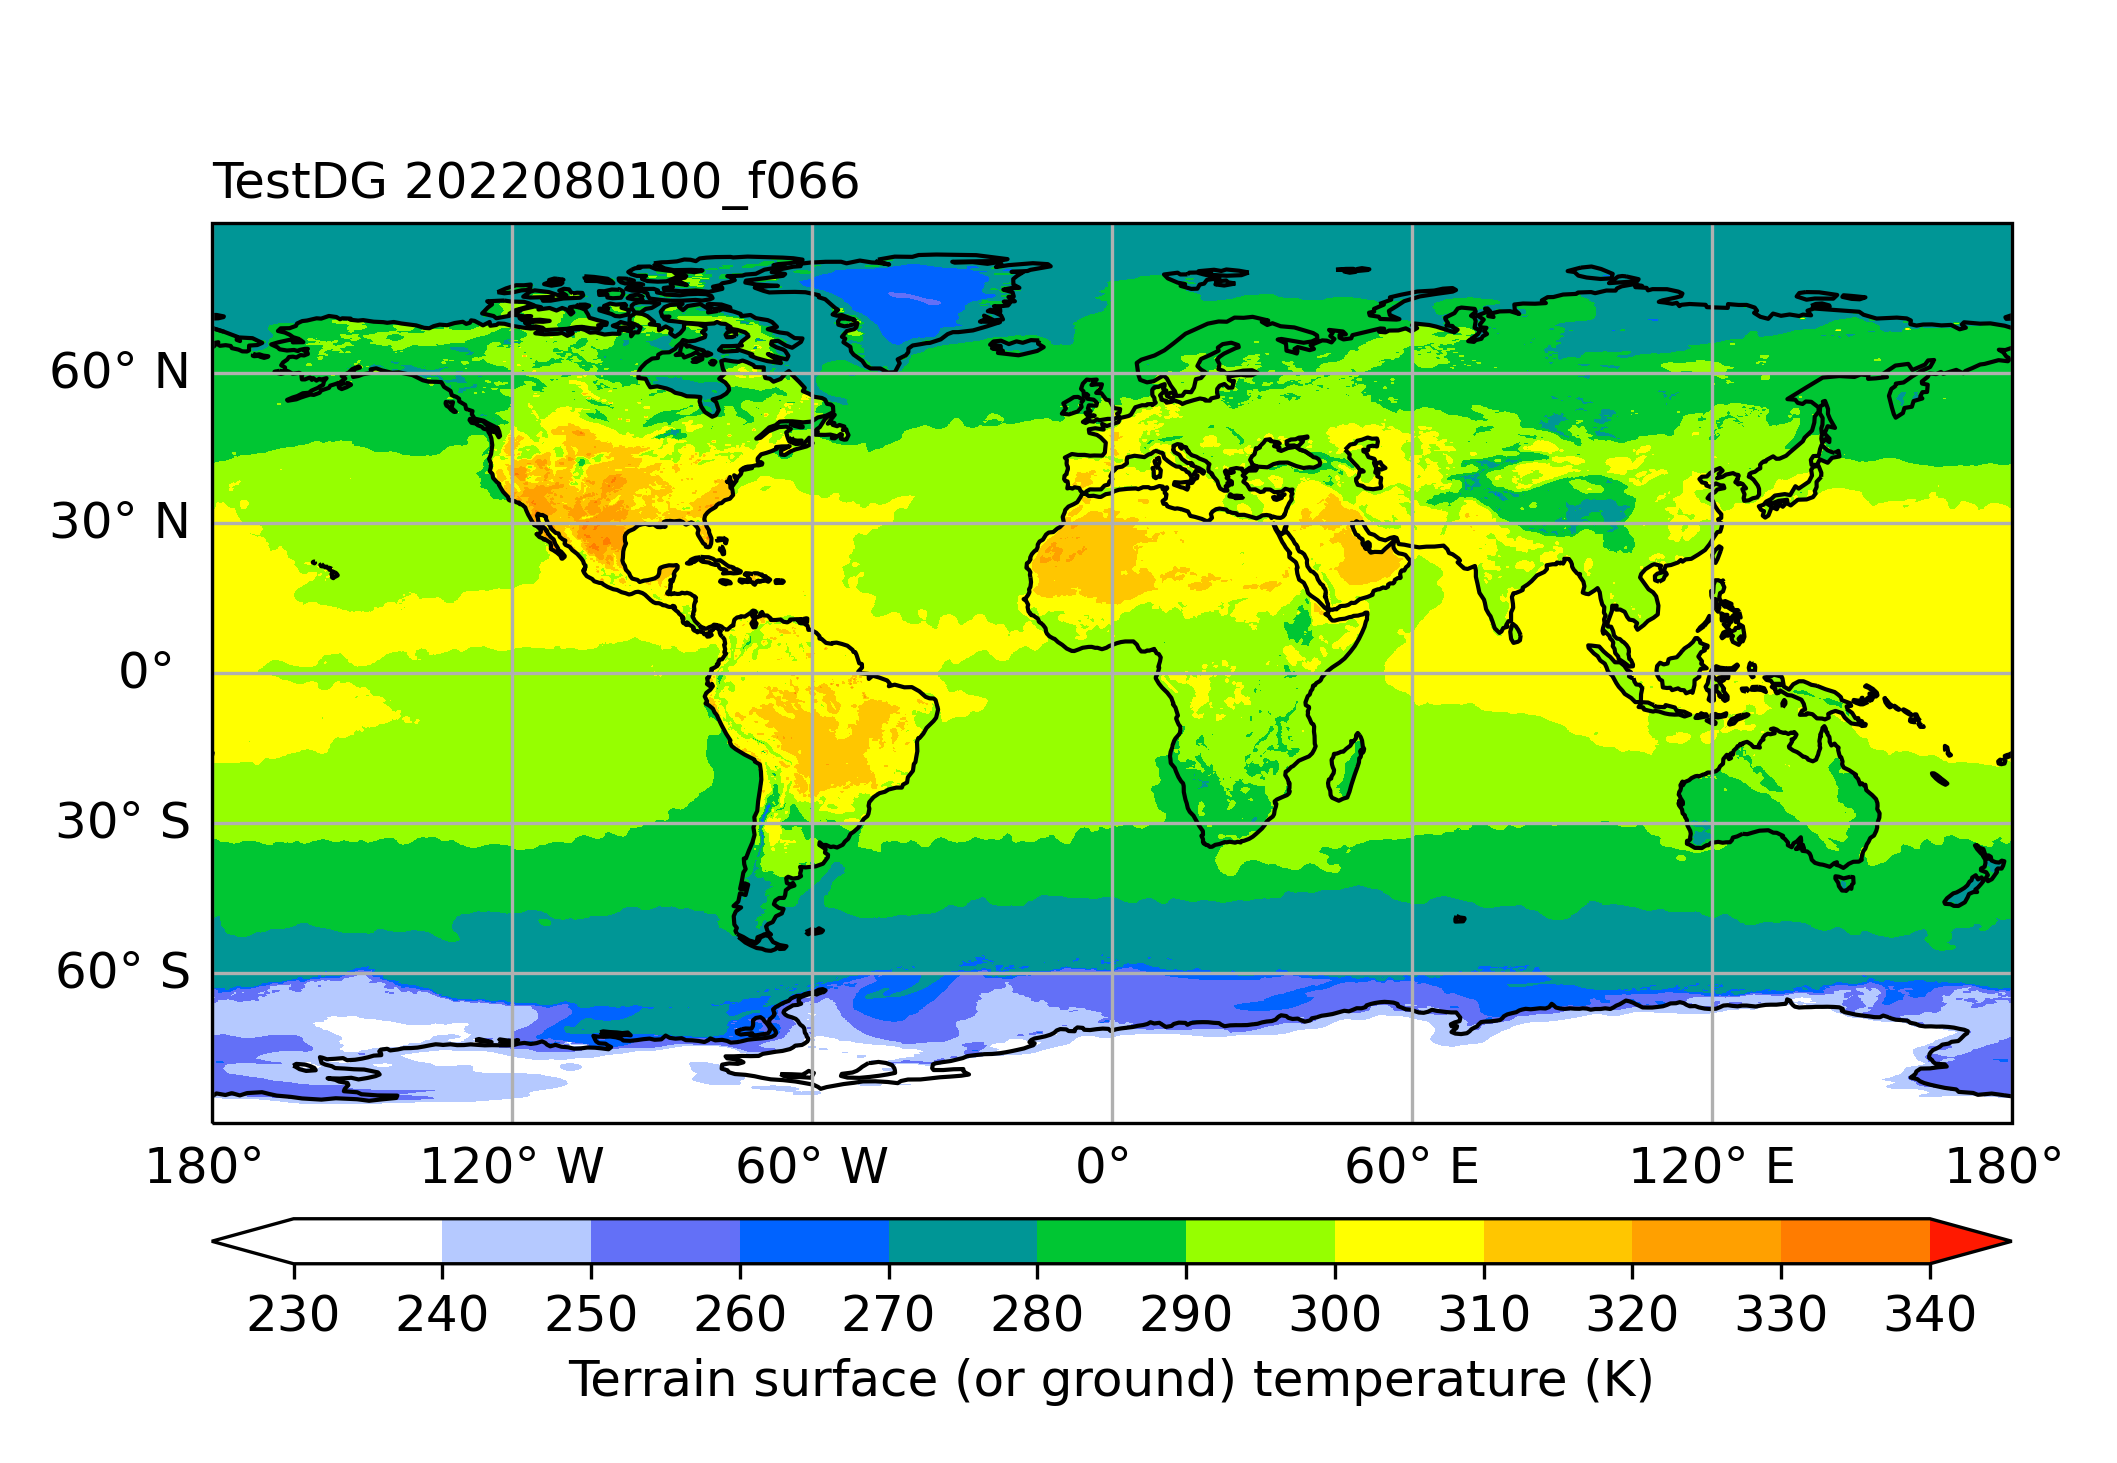 TestDG 2022080100_f066
60° N
30° N
0°
30° S
60° S
180° 120° W 60° W 0° 60° E 120° E 180°
230 240 250 260 270 280 290 300 310 320 330 340
Terrain surface (or ground) temperature (K)